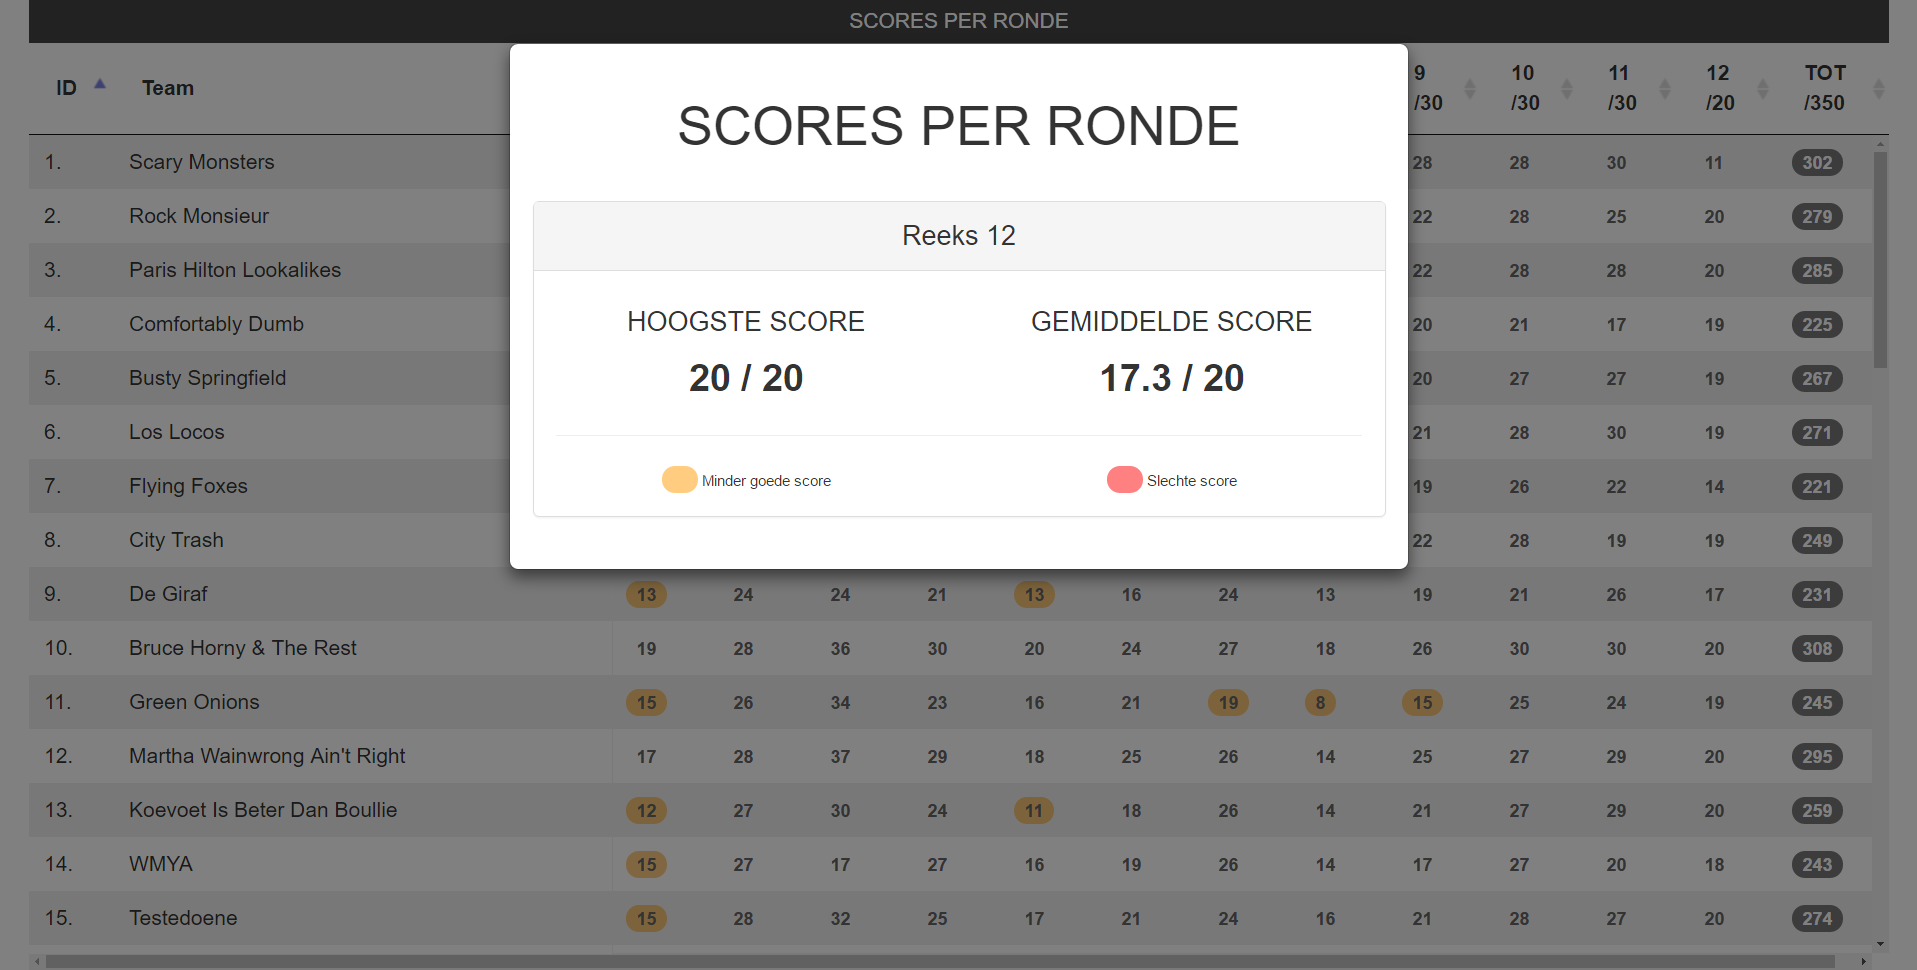 SCORES PER RONDE
ID Team 9 /30 10 /30 11 /30 12 /20 TOT /350
SCORES PER RONDE
Reeks 12
HOOGSTE SCORE GEMIDDELDE SCORE
20 / 20 17.3 / 20
Minder goede score Slechte score
1. Scary Monsters 28 28 30 11 302
2. Rock Monsieur 22 28 25 20 279
3. Paris Hilton Lookalikes 22 28 28 20 285
4. Comfortably Dumb 20 21 17 19 225
5. Busty Springfield 20 27 27 19 267
6. Los Locos 21 28 30 19 271
7. Flying Foxes 19 26 22 14 221
8. City Trash 22 28 19 19 249
9. De Giraf 13 24 24 21 13 16 24 13 19 21 26 17 231
10. Bruce Horny & The Rest 19 28 36 30 20 24 27 18 26 30 30 20 308
11. Green Onions 15 26 34 23 16 21 19 8 15 25 24 19 245
12. Martha Wainwrong Ain't Right 17 28 37 29 18 25 26 14 25 27 29 20 295
13. Koevoet Is Beter Dan Boullie 12 27 30 24 11 18 26 14 21 27 29 20 259
14. WMYA 15 27 17 27 16 19 26 14 17 27 20 18 243
15. Testedoene 15 28 32 25 17 21 24 16 21 28 27 20 274